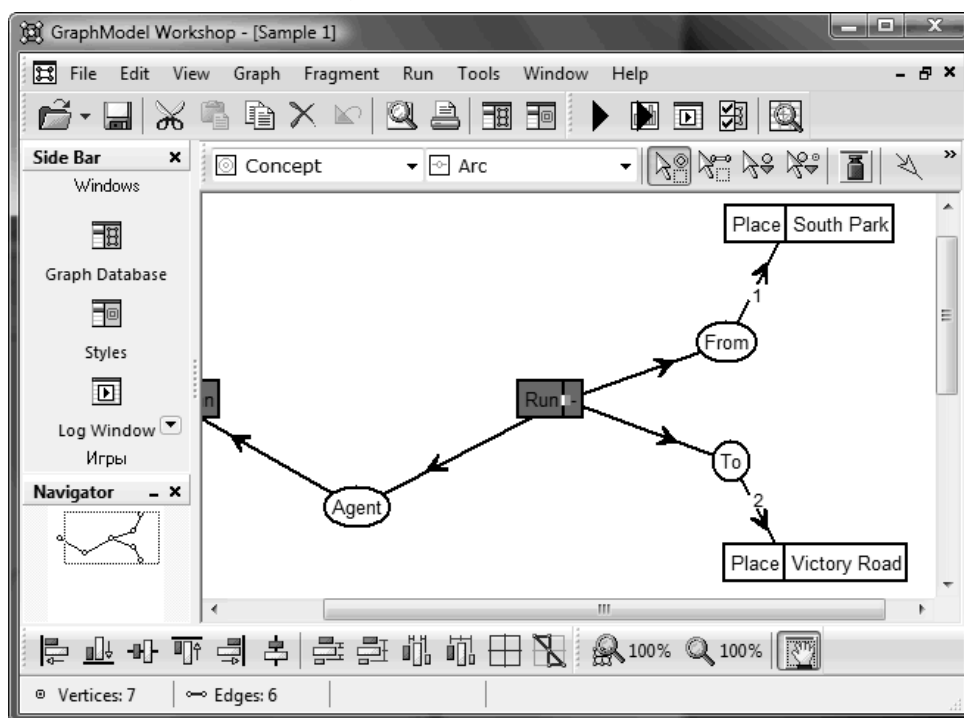 GraphModel Workshop - [Sample 1]
File Edit View Graph Fragment Run Tools Window Help
Side Bar
Concept
Arc
Windows
Graph Database
Styles
Log Window
Игры
Navigator
Place South Park
1
From
n
Run -
Agent
To
2
Place Victory Road
100% 100%
Vertices: 7 Edges: 6